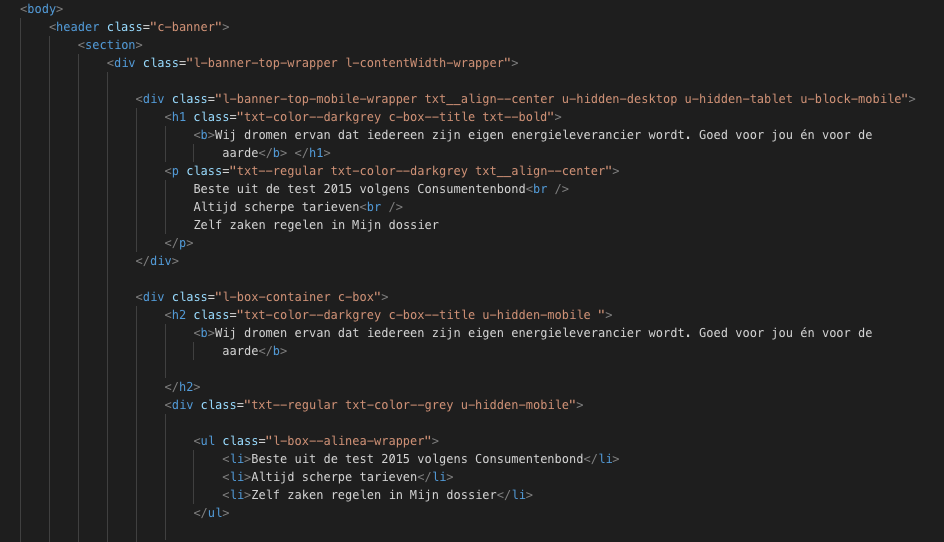 <body>
<header class="c-banner">
<section>
<div class="l-banner-top-wrapper l-contentWidth-wrapper">
<div class="l-banner-top-mobile-wrapper txt__align--center u-hidden-desktop u-hidden-tablet u-block-mobile">
<h1 class="txt-color--darkgrey c-box--title txt--bold">
<b>Wij dromen ervan dat iedereen zijn eigen energieleverancier wordt. Goed voor jou én voor de
aarde</b> </h1>
<p class="txt--regular txt-color--darkgrey txt__align--center">
Beste uit de test 2015 volgens Consumentenbond<br />
Altijd scherpe tarieven<br />
Zelf zaken regelen in Mijn dossier
</p>
</div>
<div class="l-box-container c-box">
<h2 class="txt-color--darkgrey c-box--title u-hidden-mobile ">
<b>Wij dromen ervan dat iedereen zijn eigen energieleverancier wordt. Goed voor jou én voor de
aarde</b>
</h2>
<div class="txt--regular txt-color--grey u-hidden-mobile">
<ul class="l-box--alinea-wrapper">
<li>Beste uit de test 2015 volgens Consumentenbond</li>
<li>Altijd scherpe tarieven</li>
<li>Zelf zaken regelen in Mijn dossier</li>
</ul>